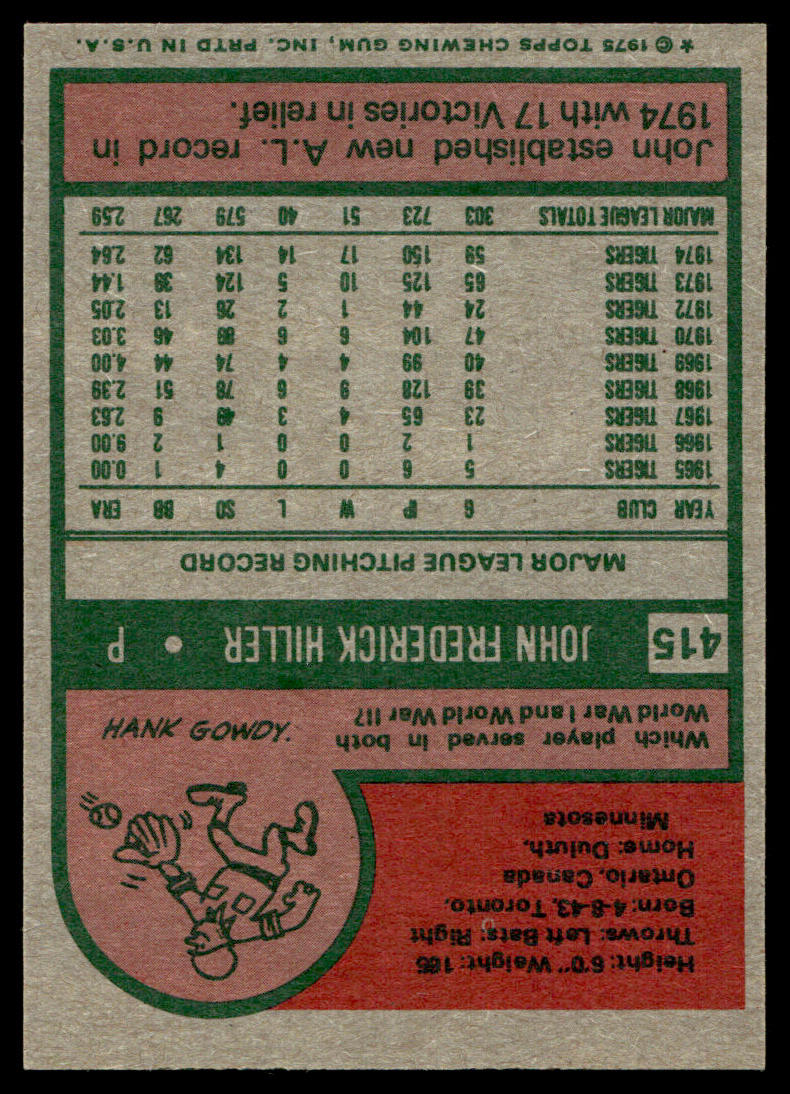 Height: 6'0" Weight: 165
Throws: Left Bats: Right
Born: 4-8-43, Toronto,
Ontario, Canada
Home: Duluth,
Minnesota
Which player served in both
World War I and World War II?
HANK GOWDY.
415 JOHN FREDERICK HILLER • P
MAJOR LEAGUE PITCHING RECORD
YEAR CLUB G IP W L SO BB ERA
1965 TIGERS 5 6 0 0 4 1 0.00
1966 TIGERS 1 2 0 0 1 2 9.00
1967 TIGERS 23 65 4 3 49 9 2.63
1968 TIGERS 39 128 9 6 78 51 2.39
1969 TIGERS 40 99 4 4 74 44 4.00
1970 TIGERS 47 104 6 6 89 46 3.03
1972 TIGERS 24 44 1 2 26 13 2.05
1973 TIGERS 65 125 10 5 124 39 1.44
1974 TIGERS 59 150 17 14 134 62 2.64
MAJOR LEAGUE TOTALS 303 723 51 40 579 267 2.59
John established new A.L. record in
1974 with 17 Victories in relief.
★ © 1975 TOPPS CHEWING GUM, INC. PRTD IN U.S.A.